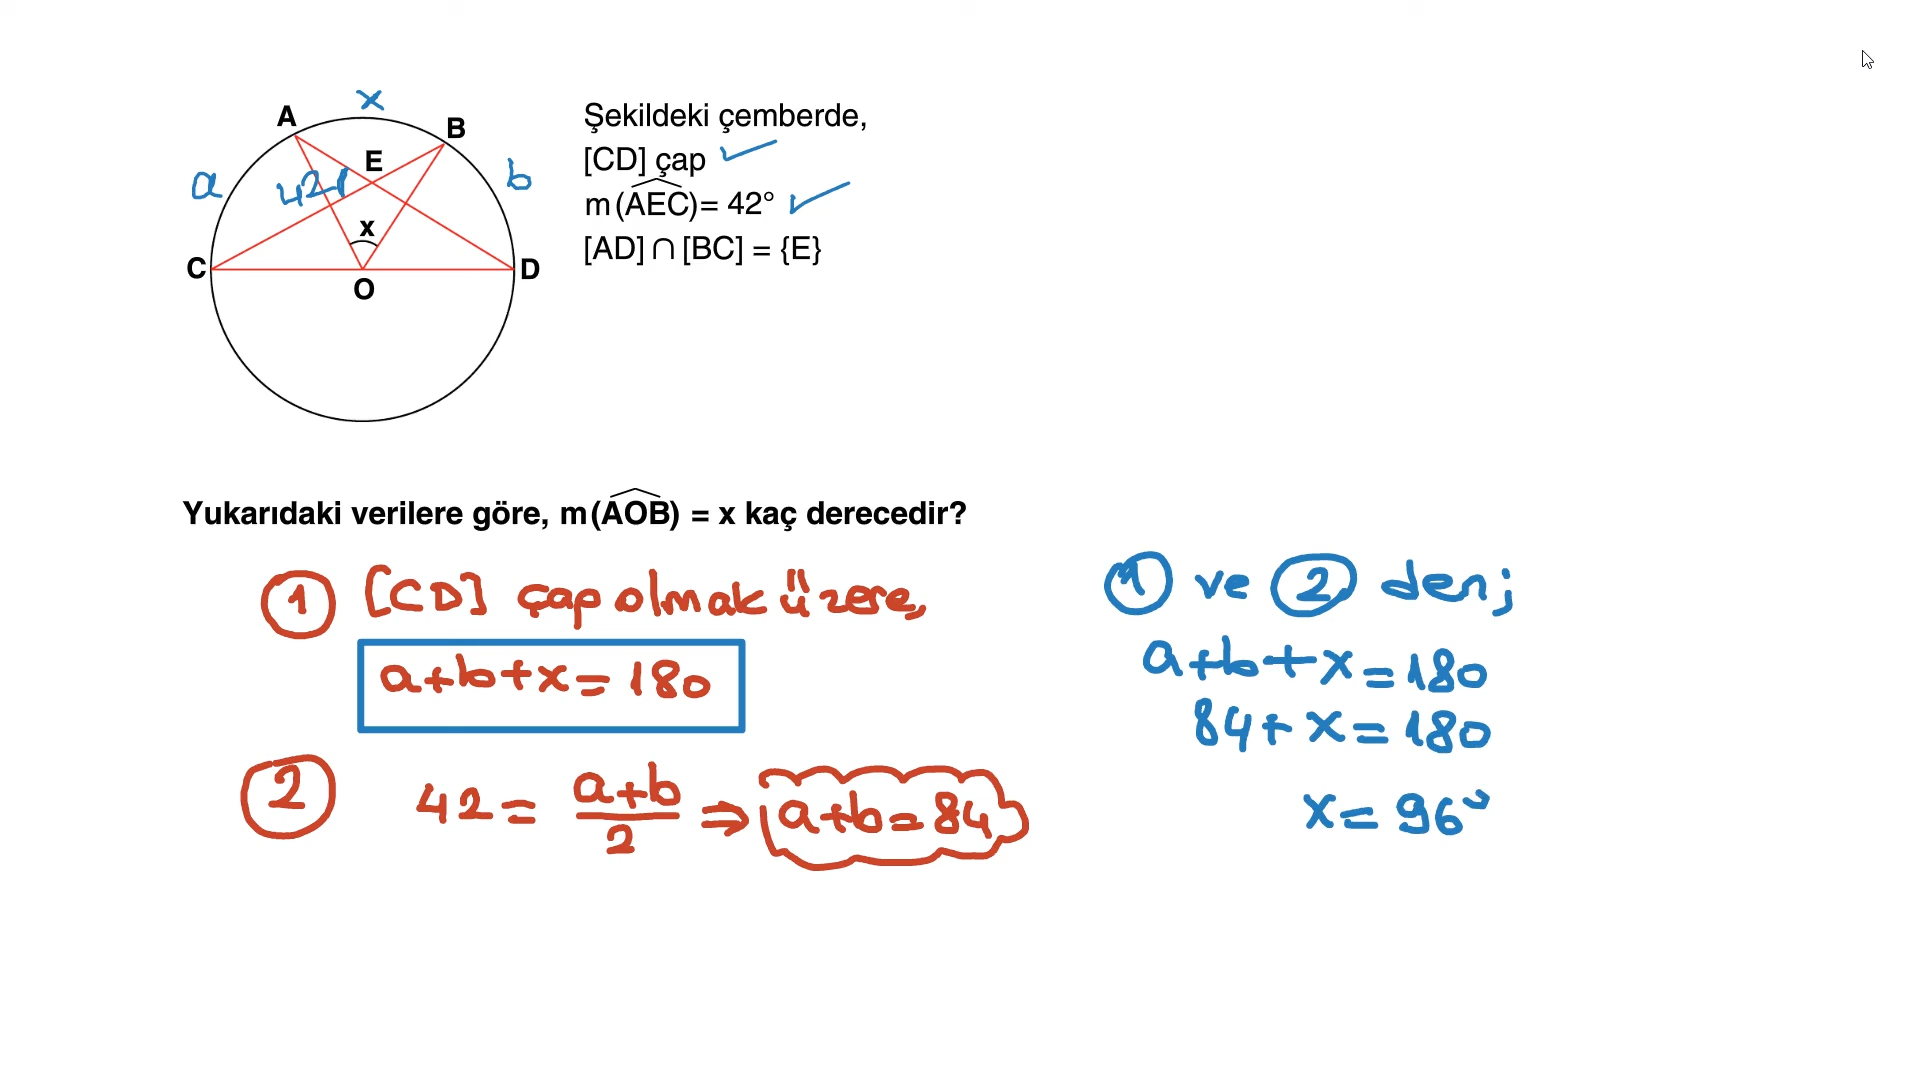 x
A
B
E
a
42
b
x
C
D
O
Şekildeki çemberde,
[CD] çap
m(AEC)= 42°
[AD]∩[BC] = {E}
Yukarıdaki verilere göre, m(AOB) = x kaç derecedir?
1 [CD] çap olmak üzere,
a+b+x=180
2 42= a+b/2 ⇒ a+b=84
1 ve 2 den;
a+b+x=180
84+x=180
x=96°